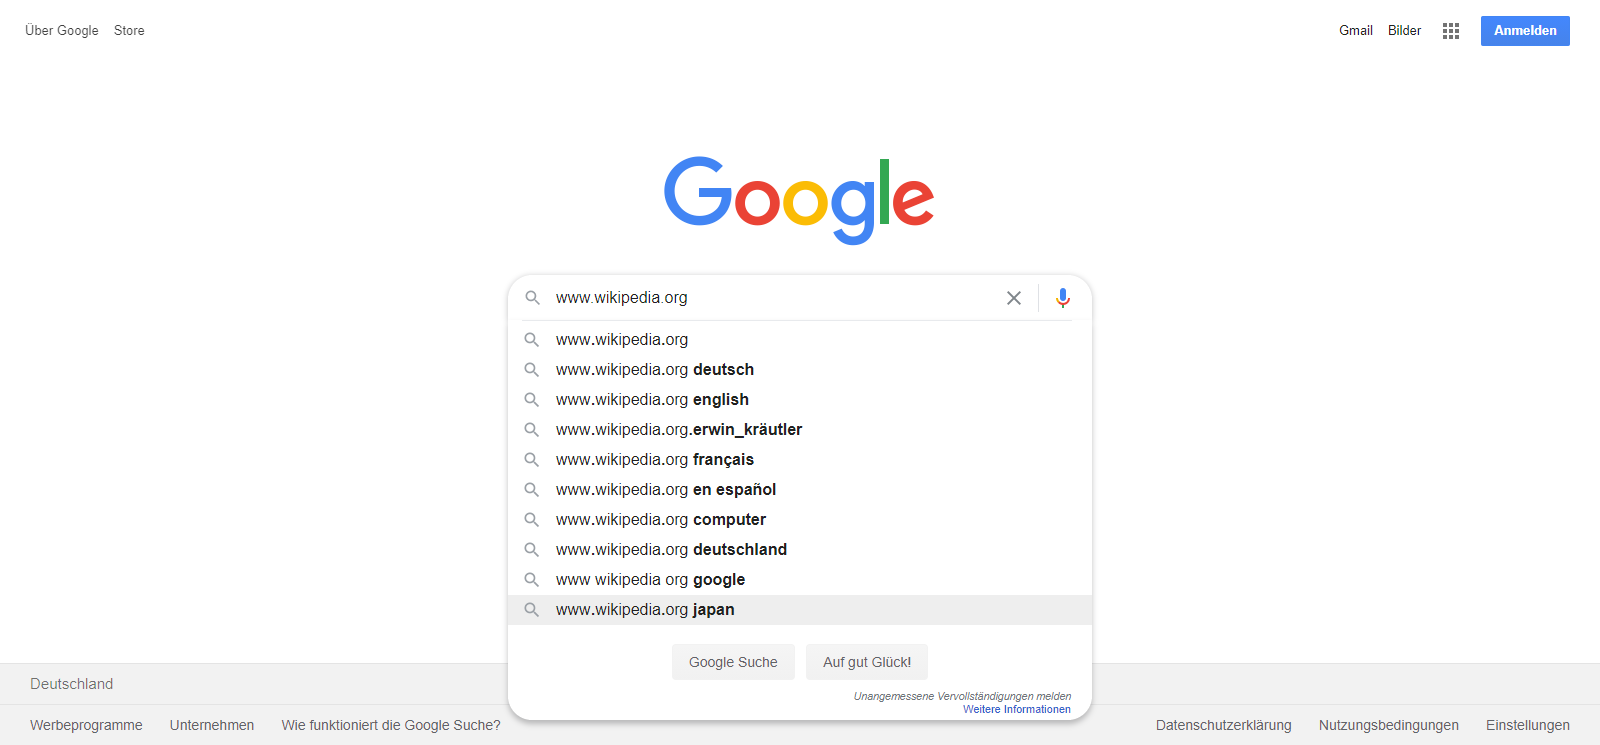 Über Google Store Gmail Bilder Anmelden
Google
www.wikipedia.org
www.wikipedia.org
www.wikipedia.org deutsch
www.wikipedia.org english
www.wikipedia.org.erwin_kräutler
www.wikipedia.org français
www.wikipedia.org en español
www.wikipedia.org computer
www.wikipedia.org deutschland
www wikipedia org google
www.wikipedia.org japan
Google Suche Auf gut Glück!
Unangemessene Vervollständigungen melden
Weitere Informationen
Deutschland
Werbeprogramme Unternehmen Wie funktioniert die Google Suche? Datenschutzerklärung Nutzungsbedingungen Einstellungen